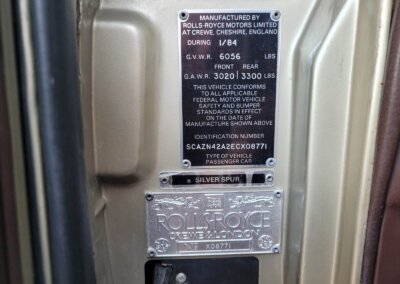 MANUFACTURED BY
ROLLS-ROYCE MOTORS LIMITED
AT CREWE, CHESHIRE, ENGLAND
DURING 1/84
G.V.W.R. 6056 LBS
FRONT REAR
G.A.W.R. 3020 3300 LBS
THIS VEHICLE CONFORMS
TO ALL APPLICABLE
FEDERAL MOTOR VEHICLE
SAFETY AND BUMPER
STANDARDS IN EFFECT
ON THE DATE OF
MANUFACTURE SHOWN ABOVE
IDENTIFICATION NUMBER
SCAZN42A2ECX08771
TYPE OF VEHICLE
PASSENGER CAR
SILVER SPUR
ROLLS-ROYCE
CREWE & LONDON
Nº X08771